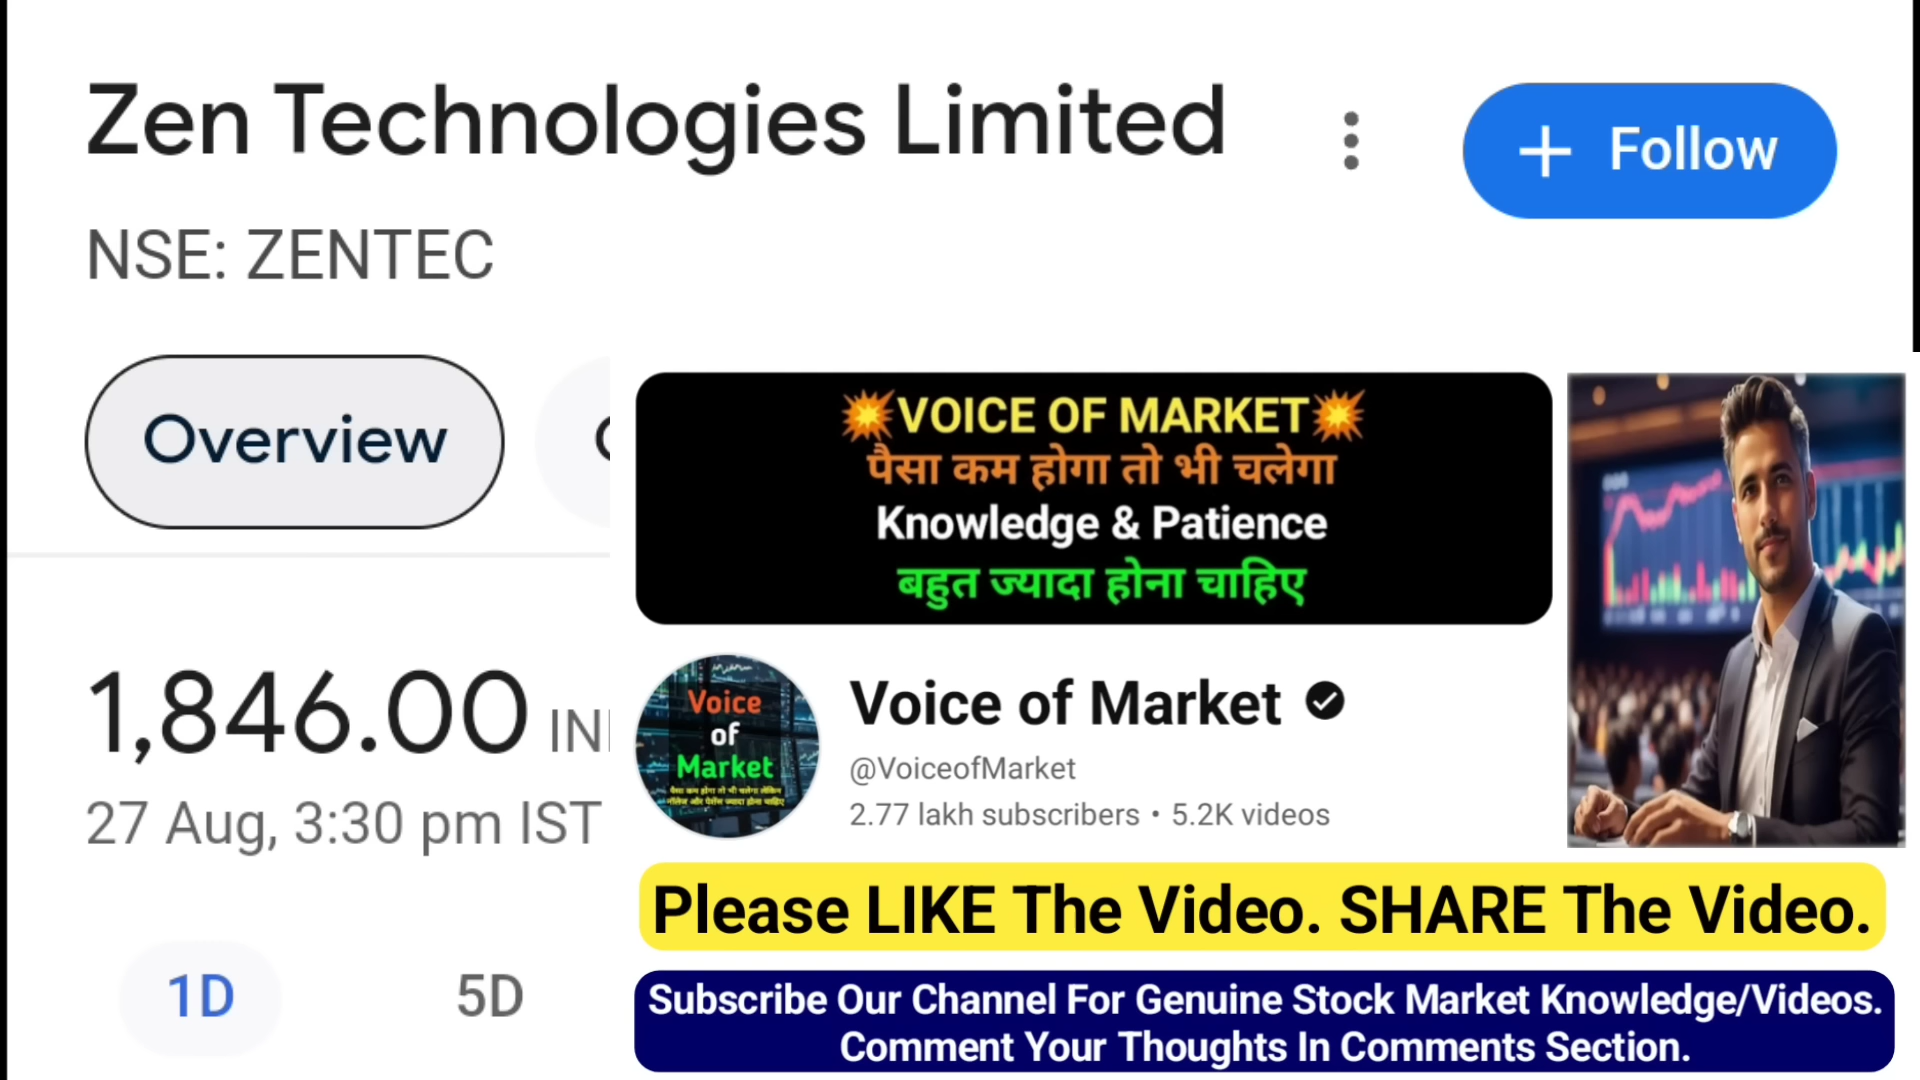 Zen Technologies Limited
+ Follow
NSE: ZENTEC
Overview
💥VOICE OF MARKET💥
पैसा कम होगा तो भी चलेगा
Knowledge & Patience
बहुत ज्यादा होना चाहिए
1,846.00
27 Aug, 3:30 pm IST
Voice
of
Market
पैसा कम होगा तो भी चलेगा लेकिन
नॉलेज और पेशेंस ज्यादा होना चाहिए
Voice of Market
@VoiceofMarket
2.77 lakh subscribers • 5.2K videos
1D 5D
Please LIKE The Video. SHARE The Video.
Subscribe Our Channel For Genuine Stock Market Knowledge/Videos.
Comment Your Thoughts In Comments Section.